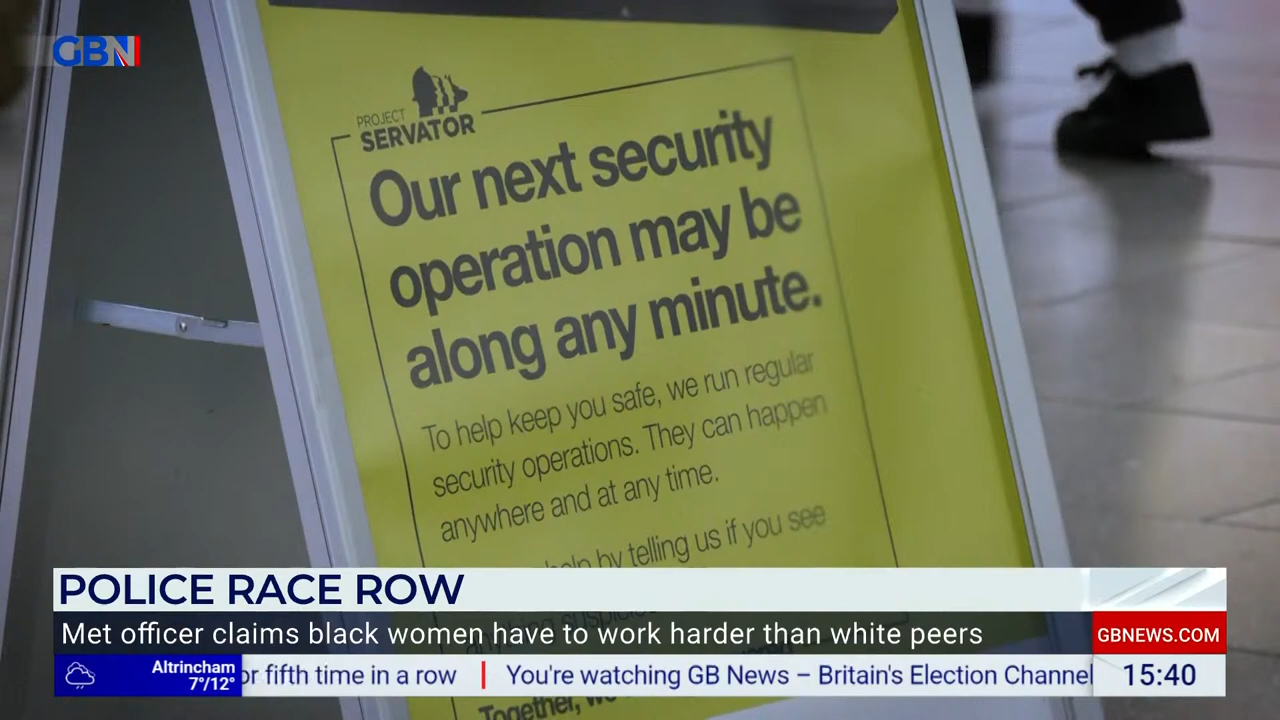 GBN
PROJECT
SERVATOR
Our next security
operation may be
along any minute.
To help keep you safe, we run regular
security operations. They can happen
anywhere and at any time.
help by telling us if you see
anything
Together, we
POLICE RACE ROW
Met officer claims black women have to work harder than white peers
GBNEWS.COM
Altrincham
7°/12°
or fifth time in a row | You're watching GB News – Britain's Election Channel
15:40